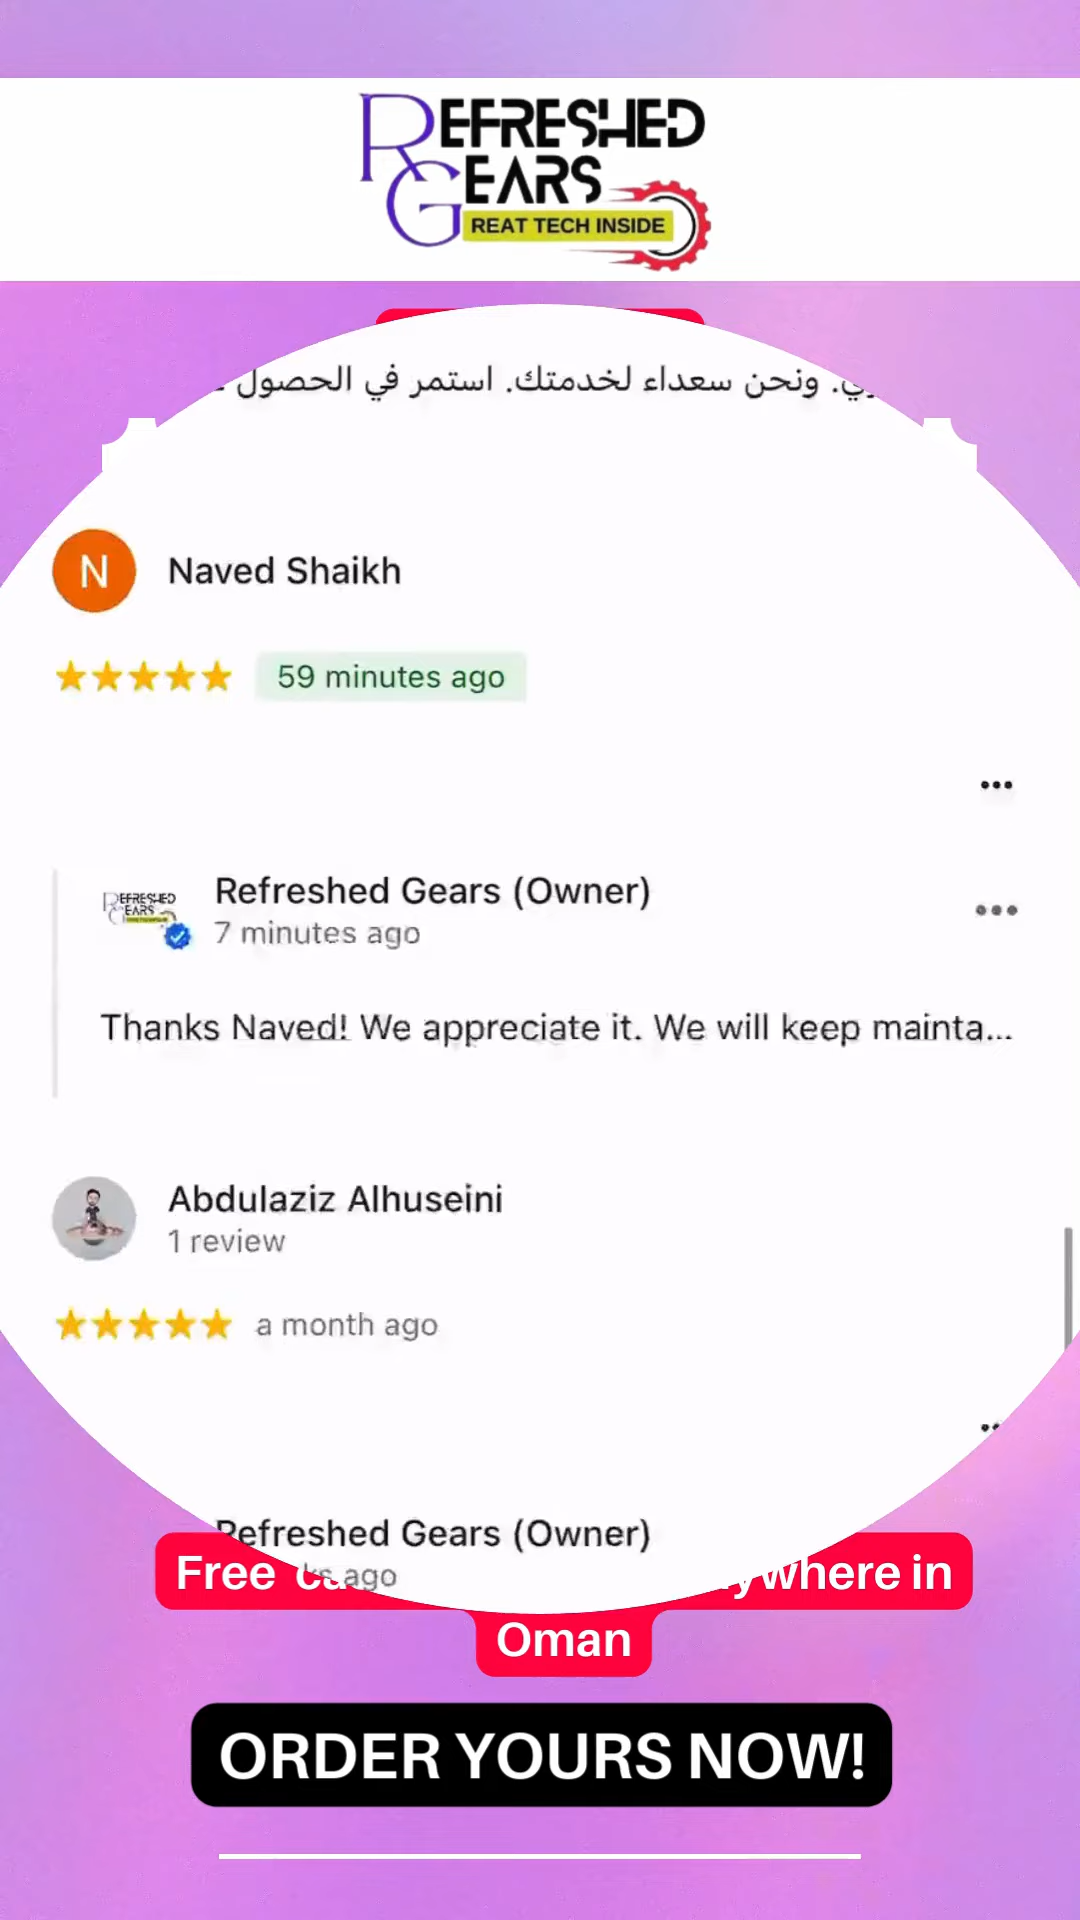 REFRESHED
GEARS
REAT TECH INSIDE
ونحن سعداء لخدمتك. استمر في الحصول
N
Naved Shaikh
59 minutes ago
Refreshed Gears (Owner)
7 minutes ago
Thanks Naved! We appreciate it. We will keep mainta...
Abdulaziz Alhuseini
1 review
a month ago
Refreshed Gears (Owner)
ago
Free
in
Oman
ORDER YOURS NOW!